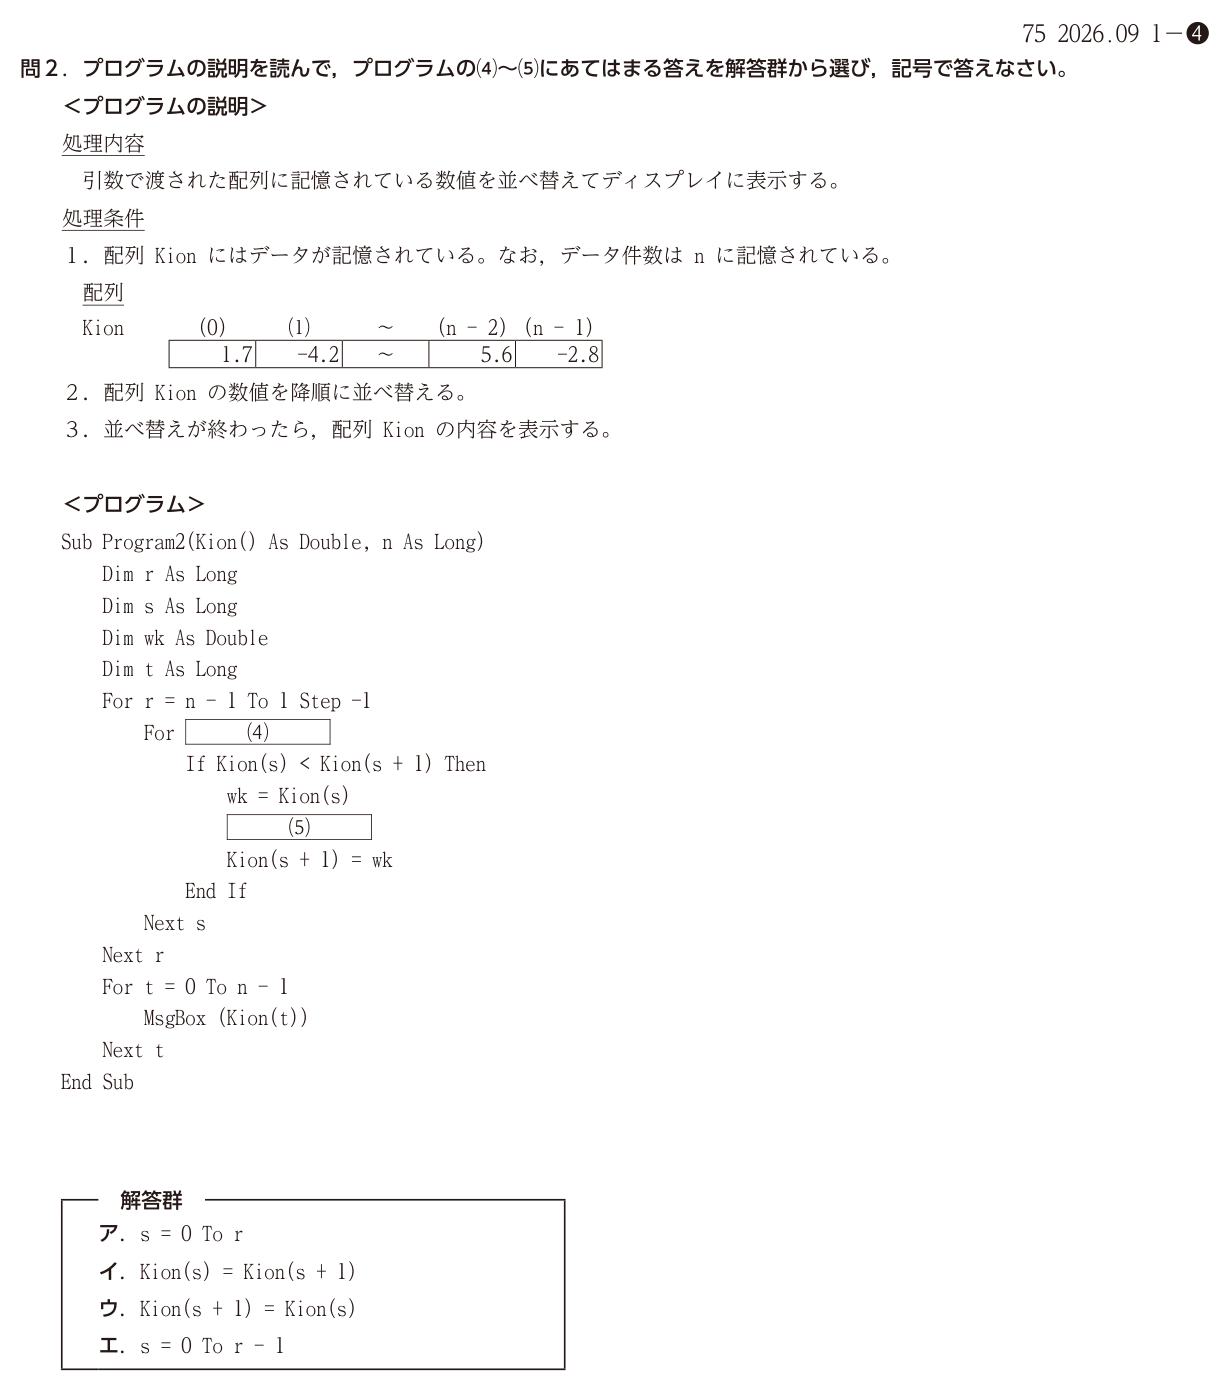 75 2026.09 1－❹
問２．プログラムの説明を読んで，プログラムの⑷～⑸にあてはまる答えを解答群から選び，記号で答えなさい。
＜プログラムの説明＞
処理内容
引数で渡された配列に記憶されている数値を並べ替えてディスプレイに表示する。
処理条件
１．配列 Kion にはデータが記憶されている。なお，データ件数は n に記憶されている。
配列
Kion (0) (1) ～ (n - 2) (n - 1)
1.7 -4.2 ～ 5.6 -2.8
２．配列 Kion の数値を降順に並べ替える。
３．並べ替えが終わったら，配列 Kion の内容を表示する。
＜プログラム＞
Sub Program2(Kion() As Double, n As Long)
Dim r As Long
Dim s As Long
Dim wk As Double
Dim t As Long
For r = n - 1 To 1 Step -1
For (4)
If Kion(s) < Kion(s + 1) Then
wk = Kion(s)
(5)
Kion(s + 1) = wk
End If
Next s
Next r
For t = 0 To n - 1
MsgBox (Kion(t))
Next t
End Sub
解答群
ア．s = 0 To r
イ．Kion(s) = Kion(s + 1)
ウ．Kion(s + 1) = Kion(s)
エ．s = 0 To r - 1